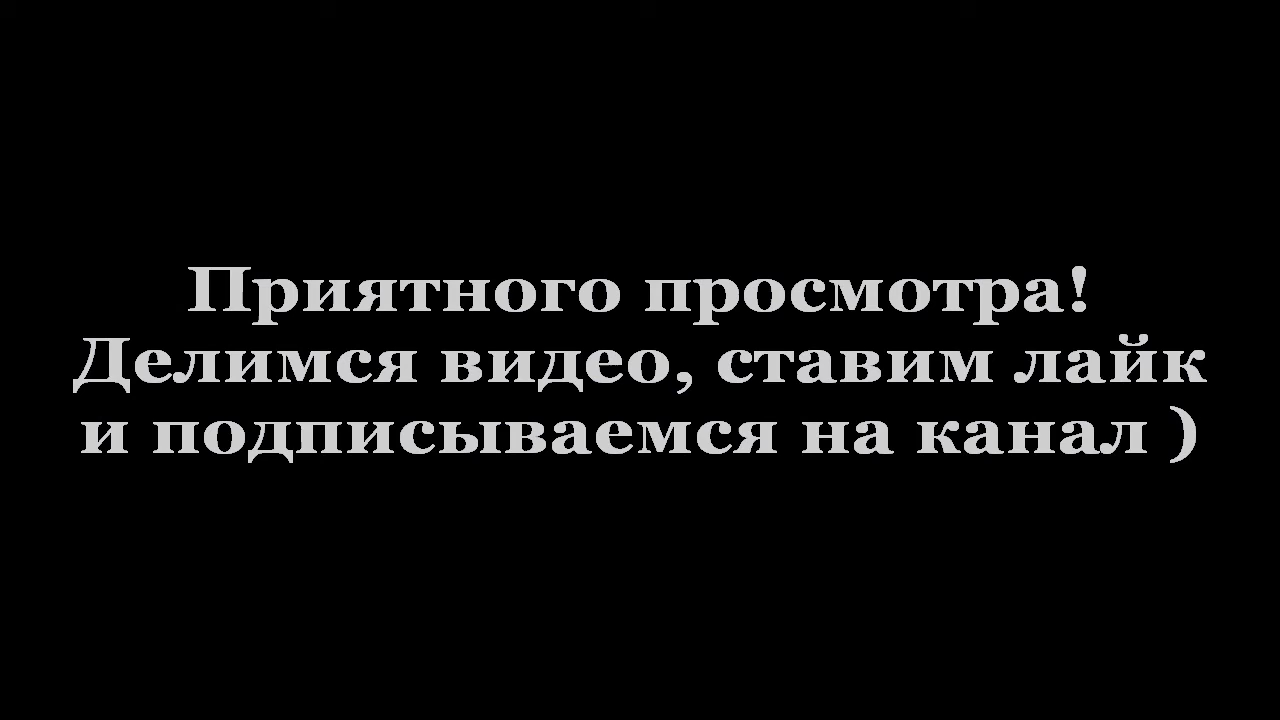 Приятного просмотра!
Делимся видео, ставим лайк
и подписываемся на канал )